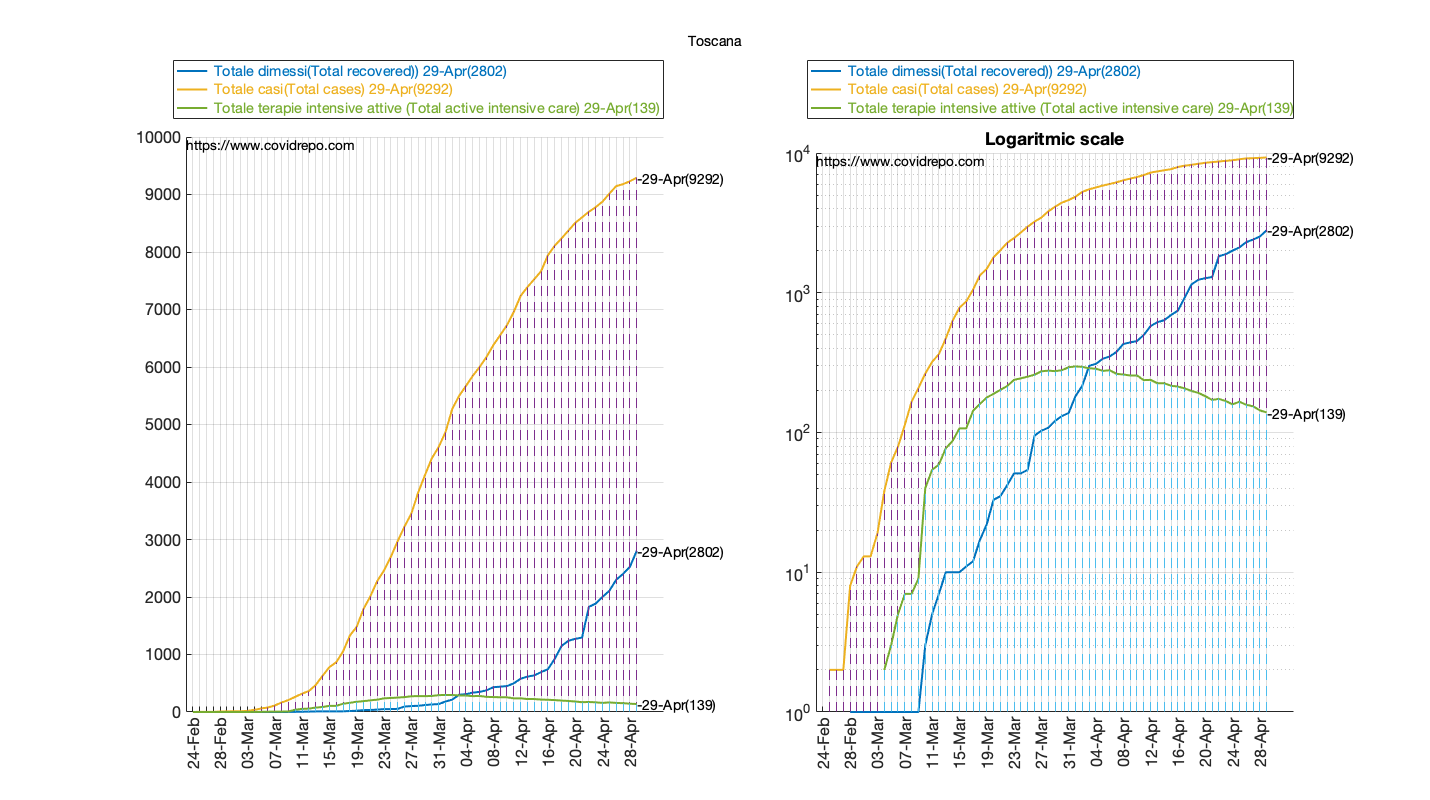 Toscana
Totale dimessi(Total recovered)) 29-Apr(2802)
Totale casi(Total cases) 29-Apr(9292)
Totale terapie intensive attive (Total active intensive care) 29-Apr(139)
https://www.covidrepo.com
10000
9000
8000
7000
6000
5000
4000
3000
2000
1000
0
-29-Apr(9292)
-29-Apr(2802)
-29-Apr(139)
24-Feb
28-Feb
03-Mar
07-Mar
11-Mar
15-Mar
19-Mar
23-Mar
27-Mar
31-Mar
04-Apr
08-Apr
12-Apr
16-Apr
20-Apr
24-Apr
28-Apr
Totale dimessi(Total recovered)) 29-Apr(2802)
Totale casi(Total cases) 29-Apr(9292)
Totale terapie intensive attive (Total active intensive care) 29-Apr(139)
Logaritmic scale
https://www.covidrepo.com
10⁴
10³
10²
10¹
10⁰
-29-Apr(9292)
-29-Apr(2802)
-29-Apr(139)
24-Feb
28-Feb
03-Mar
07-Mar
11-Mar
15-Mar
19-Mar
23-Mar
27-Mar
31-Mar
04-Apr
08-Apr
12-Apr
16-Apr
20-Apr
24-Apr
28-Apr